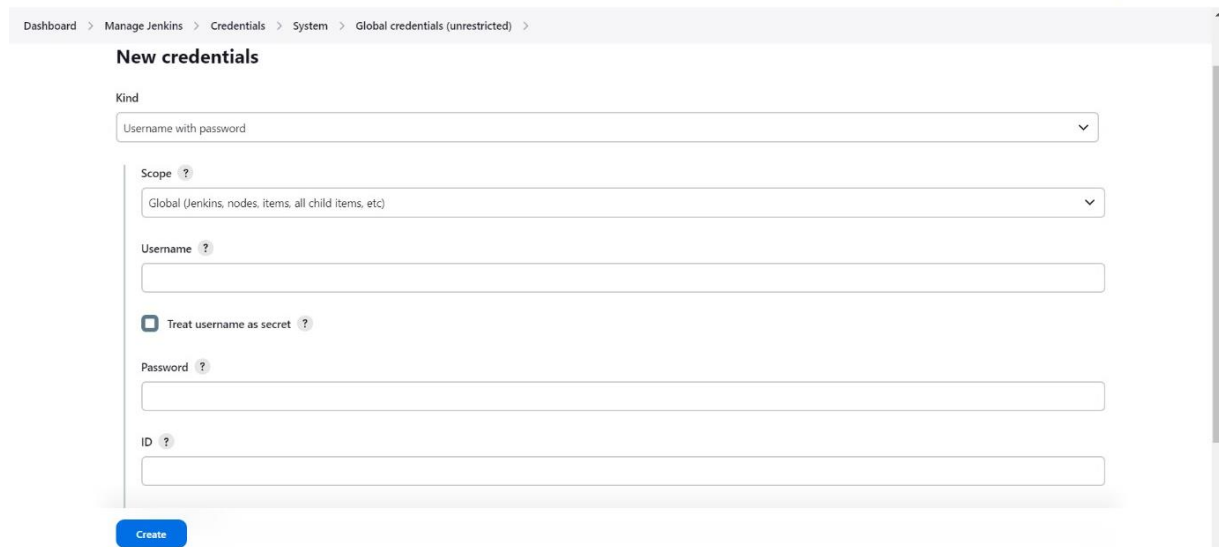 Dashboard > Manage Jenkins > Credentials > System > Global credentials (unrestricted) >
New credentials
Kind
Username with password
Scope ?
Global (Jenkins, nodes, items, all child items, etc)
Username ?
Treat username as secret ?
Password ?
ID ?
Create